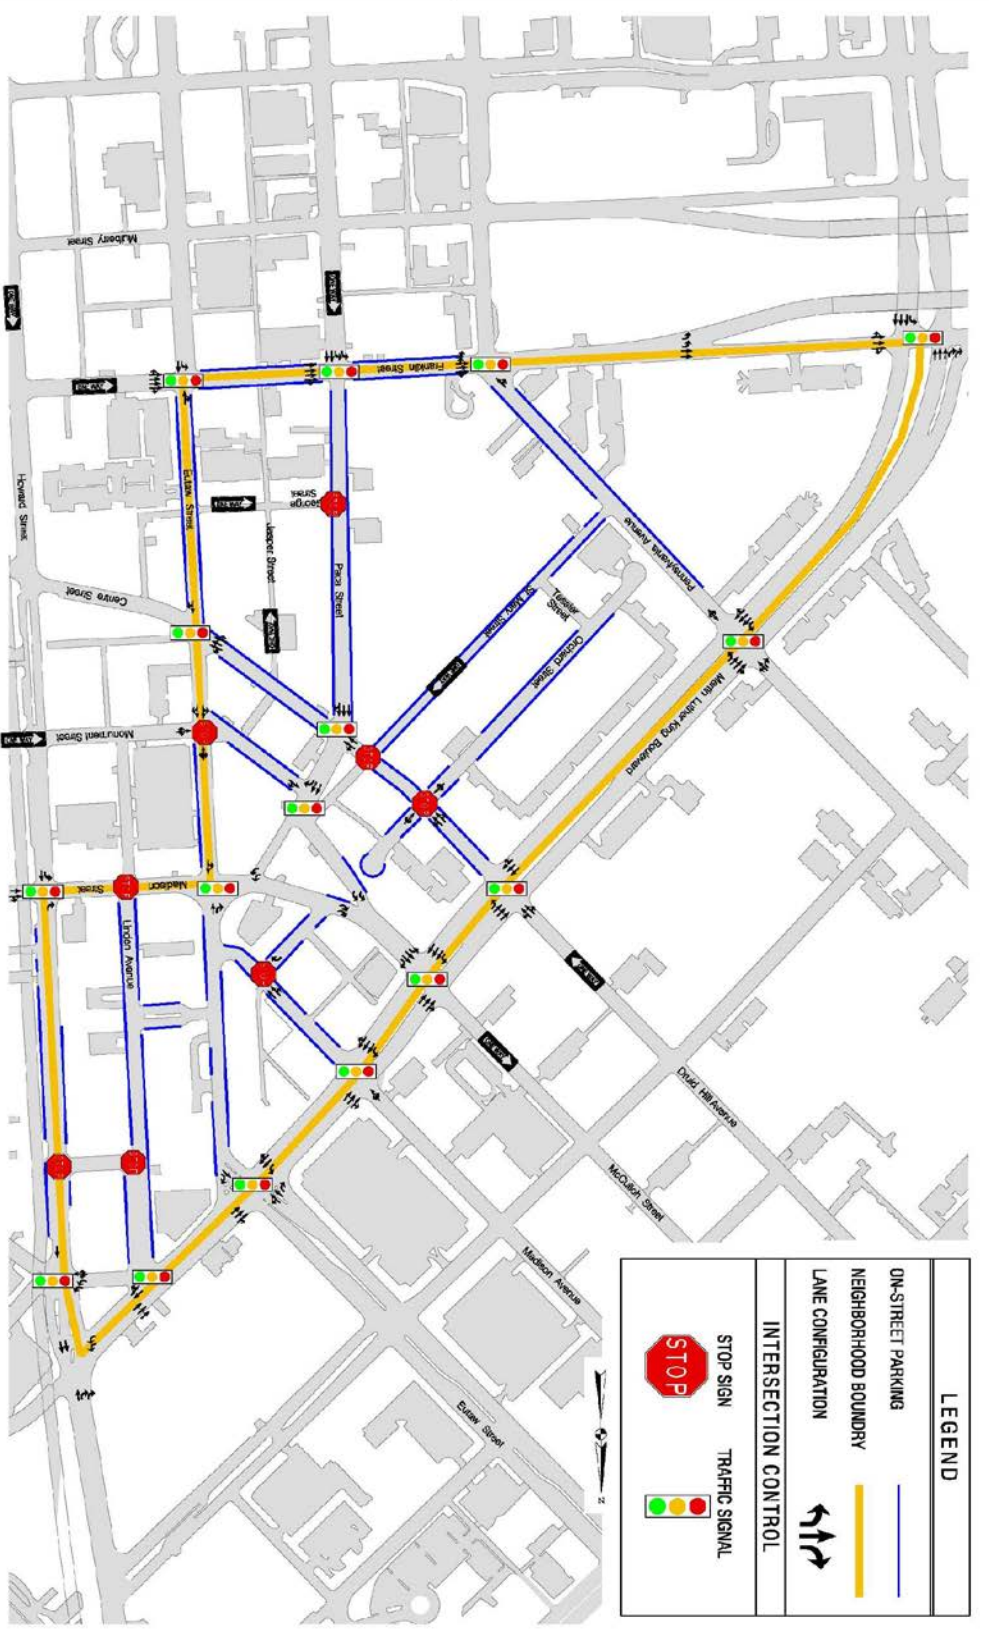 LEGEND
ON-STREET PARKING
NEIGHBORHOOD BOUNDRY
LANE CONFIGURATION
INTERSECTION CONTROL
STOP SIGN
TRAFFIC SIGNAL
STOP
N
Mulberry Street
Franklin Street
Howard Street
Eutaw Street
George
Street
Jasper Street
Paca Street
Centre Street
Monument Street
Pennsylvania Avenue
St Mary Street
Tessier
Street
Orchard Street
Martin Luther King Boulevard
Madison
Street
Linden Avenue
Druid Hill Avenue
McCulloh Street
Madison Avenue
Eutaw Street